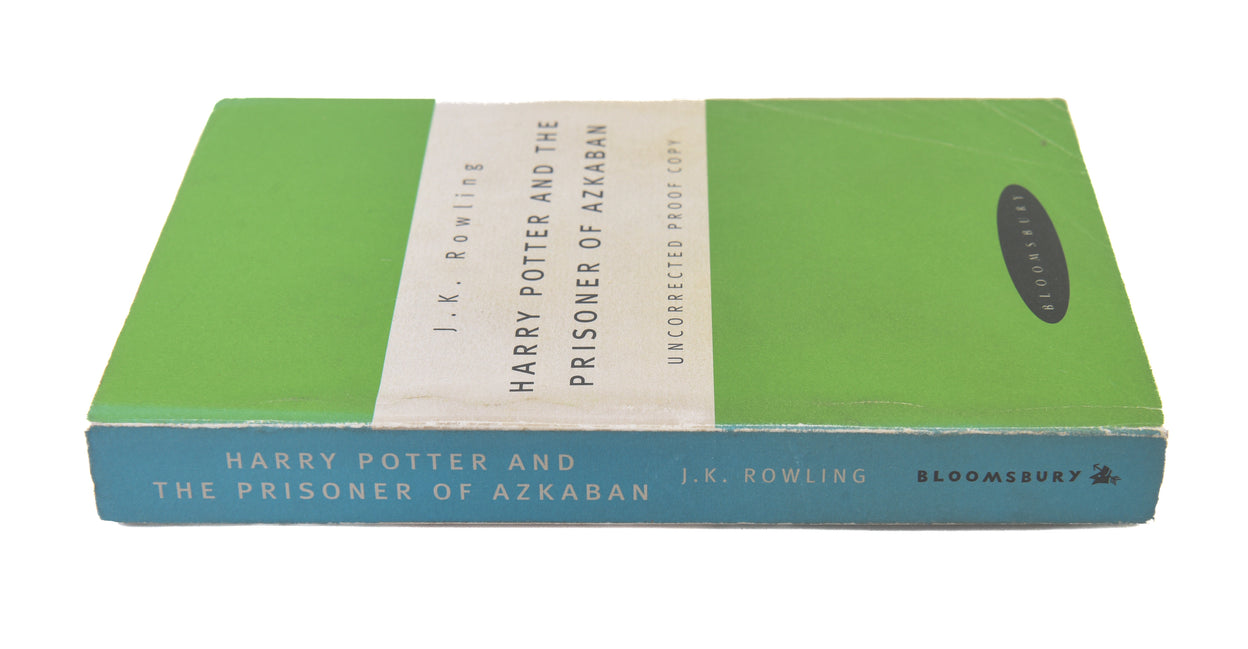 J.K. Rowling
HARRY POTTER AND THE
PRISONER OF AZKABAN
UNCORRECTED PROOF COPY
BLOOMSBURY
HARRY POTTER AND
THE PRISONER OF AZKABAN
J.K. ROWLING
BLOOMSBURY